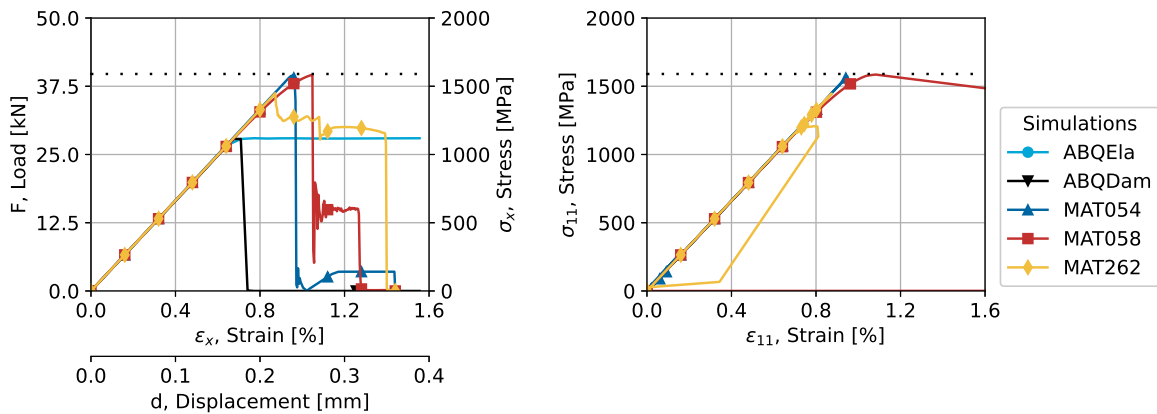 50.0
37.5
25.0
12.5
0.0
F, Load [kN]
2000
1500
1000
500
0
σx, Stress [MPa]
0.0 0.4 0.8 1.2 1.6
εx, Strain [%]
0.0 0.1 0.2 0.3 0.4
d, Displacement [mm]
2000
1500
1000
500
0
σ11, Stress [MPa]
0.0 0.4 0.8 1.2 1.6
ε11, Strain [%]
Simulations
ABQEla
ABQDam
MAT054
MAT058
MAT262